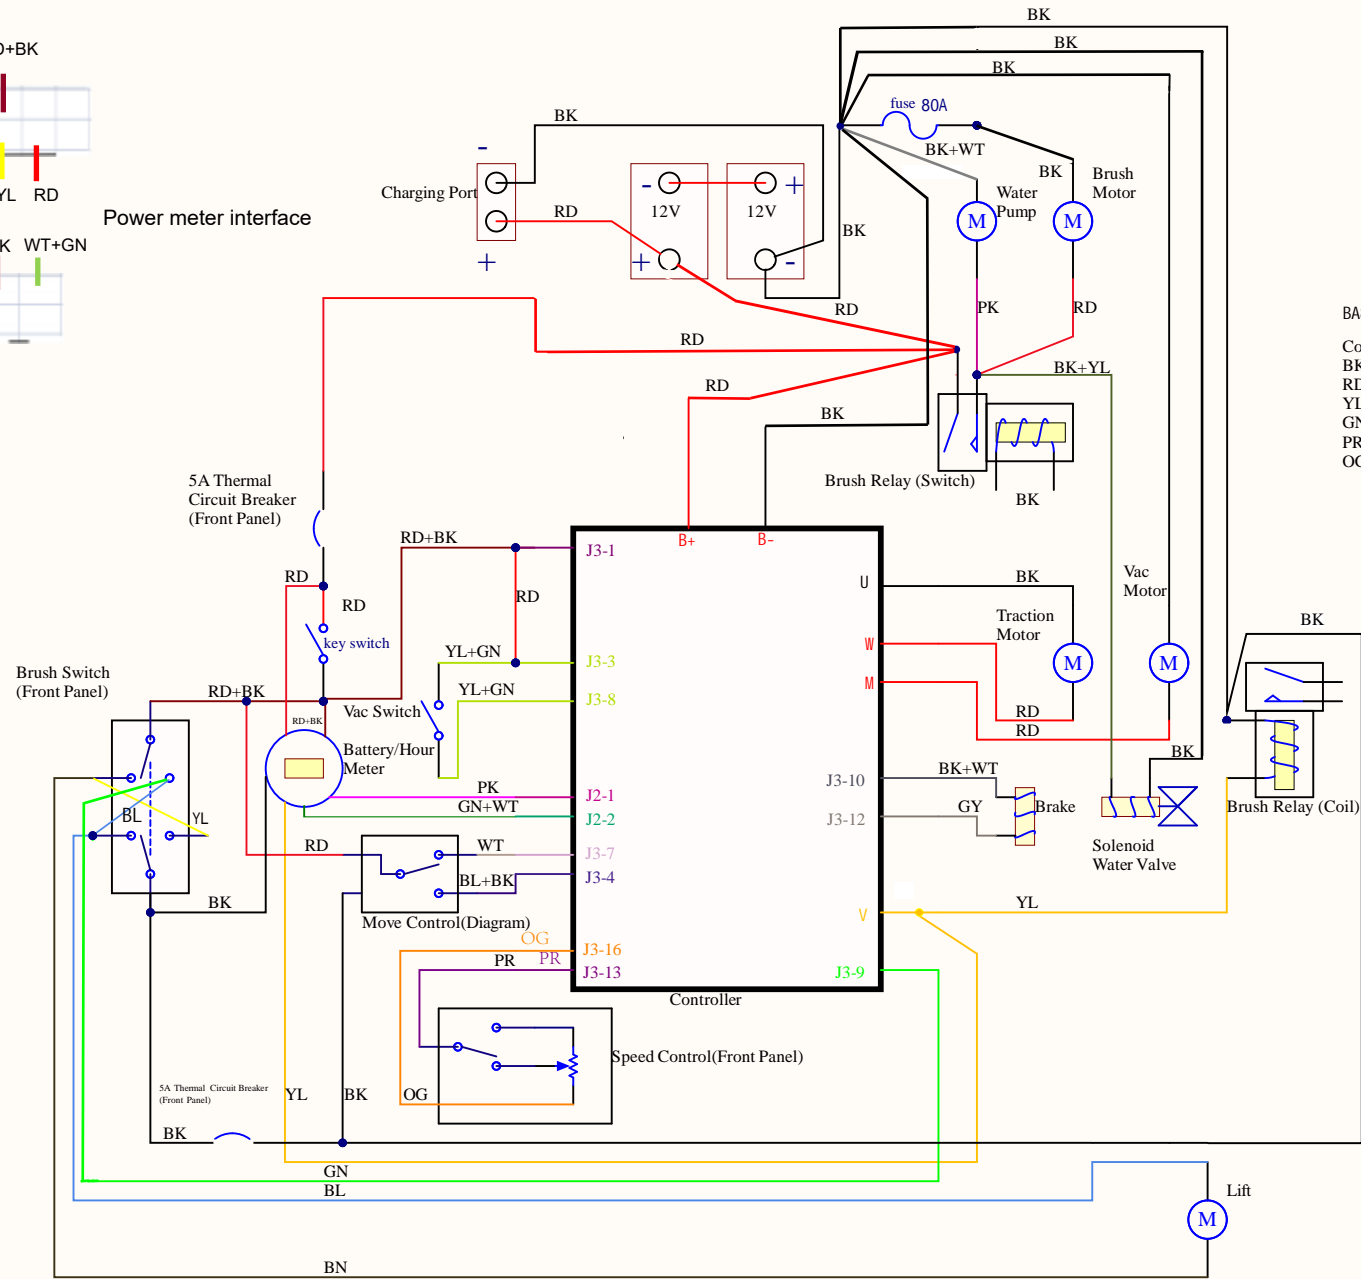 BK
BK
BK
D+BK
YL
RD
Power meter interface
K
WT+GN
BK
fuse 80A
BK+WT
-
Charging Port
+
RD
-
12V
+
12V
+
-
BK
BK
Water
Pump
M
Brush
Motor
M
RD
PK
RD
RD
BK+YL
RD
BK
Brush Relay (Switch)
BK
BA
Co
BK
RD
YL
GN
PR
OG
5A Thermal
Circuit Breaker
(Front Panel)
RD+BK
B+
B-
J3-1
RD
RD
RD
key switch
U
BK
Vac
Motor
Traction
Motor
BK
YL+GN
J3-3
W
M
M
Brush Switch
(Front Panel)
RD+BK
YL+GN
J3-8
M
Vac Switch
RD+BK
RD
RD
Battery/Hour
Meter
BK
BK+WT
J3-10
PK
J2-1
GN+WT
J2-2
GY
J3-12
Brake
Brush Relay (Coil)
BL
YL
Solenoid
Water Valve
RD
WT
J3-7
BL+BK
J3-4
BK
Move Control(Diagram)
V
YL
OG
J3-16
PR
PR
J3-13
J3-9
Controller
Speed Control(Front Panel)
5A Thermal Circuit Breaker
(Front Panel)
YL
BK
OG
BK
GN
BL
Lift
M
BN